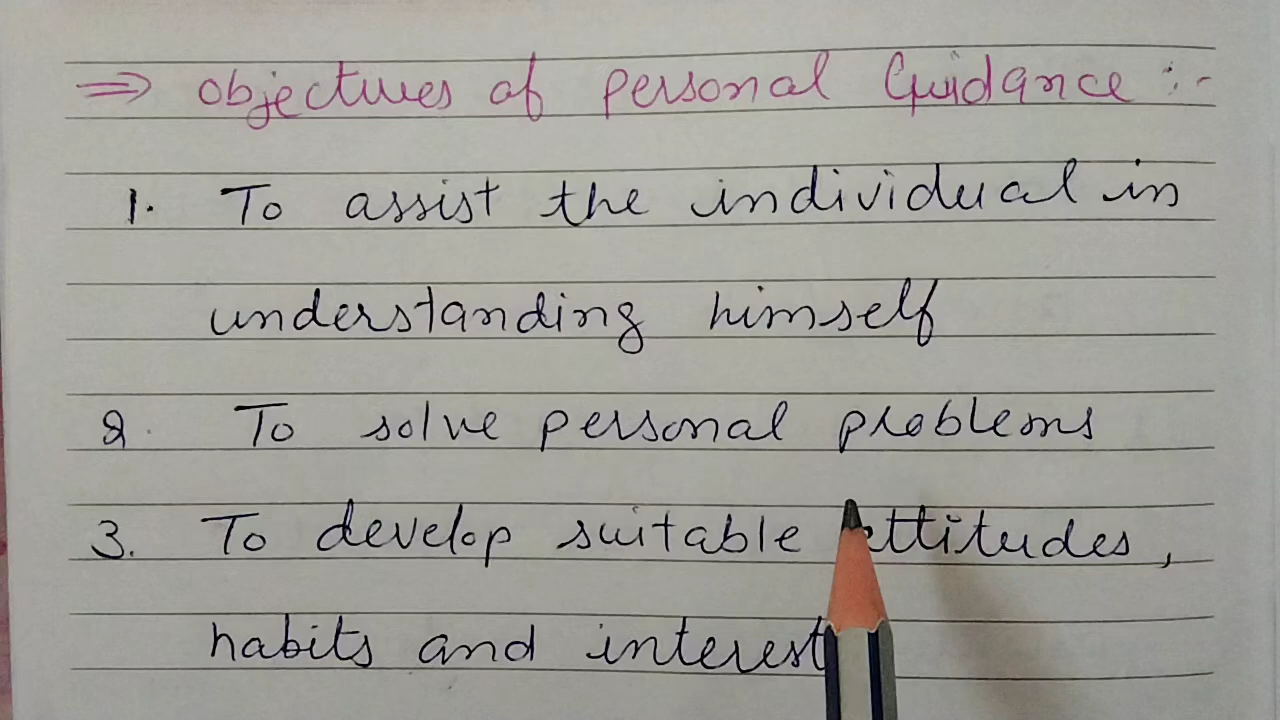 ⇒ Objectives of Personal Guidance :-
1. To assist the individual in
understanding himself
2. To solve personal problems
3. To develop suitable attitudes,
habits and interest